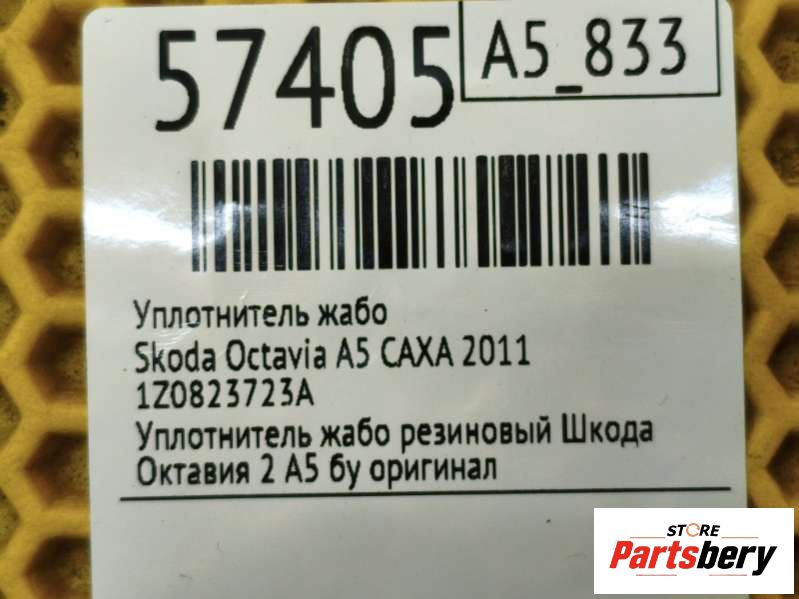 57405
A5_833
Уплотнитель жабо
Skoda Octavia A5 CAXA 2011
1Z0823723A
Уплотнитель жабо резиновый Шкода
Октавия 2 А5 бу оригинал
STORE
Partsbery